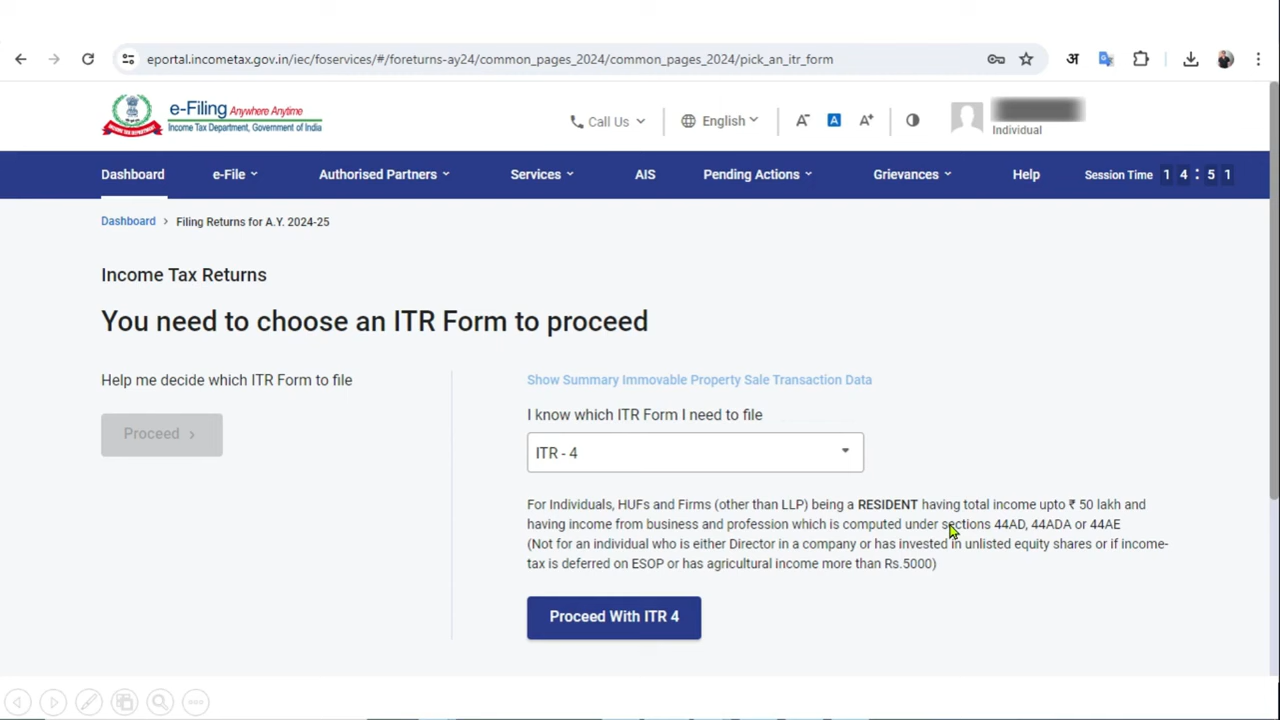 eportal.incometax.gov.in/iec/foservices/#/foreturns-ay24/common_pages_2024/common_pages_2024/pick_an_itr_form
अ
e-Filing Anywhere Anytime
Income Tax Department, Government of India
Call Us
English
A-
A
A+
Individual
Dashboard
e-File
Authorised Partners
Services
AIS
Pending Actions
Grievances
Help
Session Time 1 4 : 5 1
Dashboard > Filing Returns for A.Y. 2024-25
Income Tax Returns
You need to choose an ITR Form to proceed
Help me decide which ITR Form to file
Proceed >
Show Summary Immovable Property Sale Transaction Data
I know which ITR Form I need to file
ITR - 4
For Individuals, HUFs and Firms (other than LLP) being a RESIDENT having total income upto ₹ 50 lakh and
having income from business and profession which is computed under sections 44AD, 44ADA or 44AE
(Not for an individual who is either Director in a company or has invested in unlisted equity shares or if income-
tax is deferred on ESOP or has agricultural income more than Rs.5000)
Proceed With ITR 4